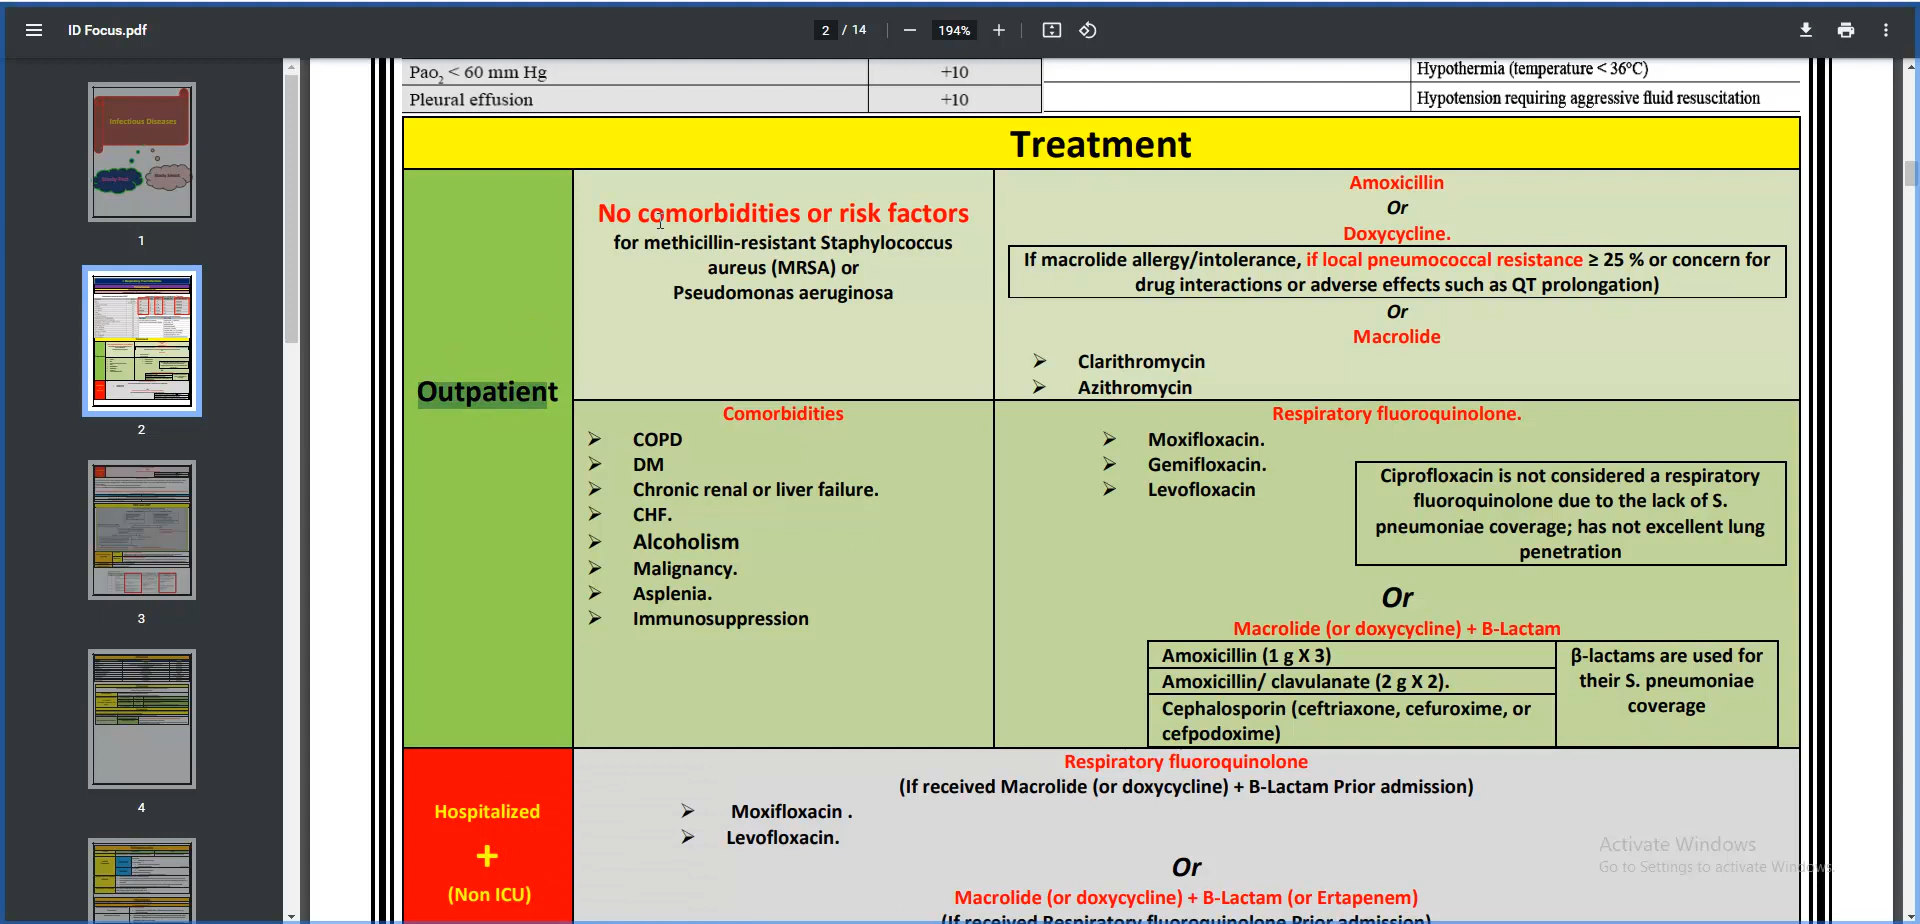 ID Focus.pdf
2 / 14
194%
Infectious Diseases
1
2
3
4
Pao2 < 60 mm Hg +10
Pleural effusion +10
Hypothermia (temperature < 36°C)
Hypotension requiring aggressive fluid resuscitation
Treatment
Outpatient
No comorbidities or risk factors
for methicillin-resistant Staphylococcus
aureus (MRSA) or
Pseudomonas aeruginosa
Amoxicillin
Or
Doxycycline.
If macrolide allergy/intolerance, if local pneumococcal resistance ≥ 25 % or concern for
drug interactions or adverse effects such as QT prolongation)
Or
Macrolide
Clarithromycin
Azithromycin
Comorbidities
COPD
DM
Chronic renal or liver failure.
CHF.
Alcoholism
Malignancy.
Asplenia.
Immunosuppression
Respiratory fluoroquinolone.
Moxifloxacin.
Gemifloxacin.
Levofloxacin
Ciprofloxacin is not considered a respiratory
fluoroquinolone due to the lack of S.
pneumoniae coverage; has not excellent lung
penetration
Or
Macrolide (or doxycycline) + B-Lactam
Amoxicillin (1 g X 3)
Amoxicillin/ clavulanate (2 g X 2).
Cephalosporin (ceftriaxone, cefuroxime, or
cefpodoxime)
β-lactams are used for
their S. pneumoniae
coverage
Hospitalized
+
(Non ICU)
Respiratory fluoroquinolone
(If received Macrolide (or doxycycline) + B-Lactam Prior admission)
Moxifloxacin .
Levofloxacin.
Or
Macrolide (or doxycycline) + B-Lactam (or Ertapenem)
(If received Respiratory fluoroquinolone Prior admission)
Activate Windows
Go to Settings to activate Windows.